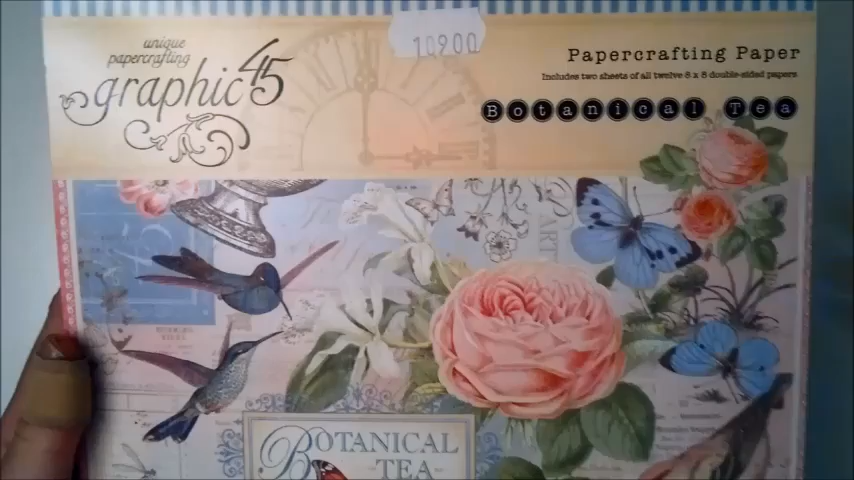 unique
papercrafting
graphic 45
10900
Papercrafting Paper
Includes two sheets of all twelve 8 x 8 double-sided papers
Botanical Tea
ART
BOTANICAL
TEA